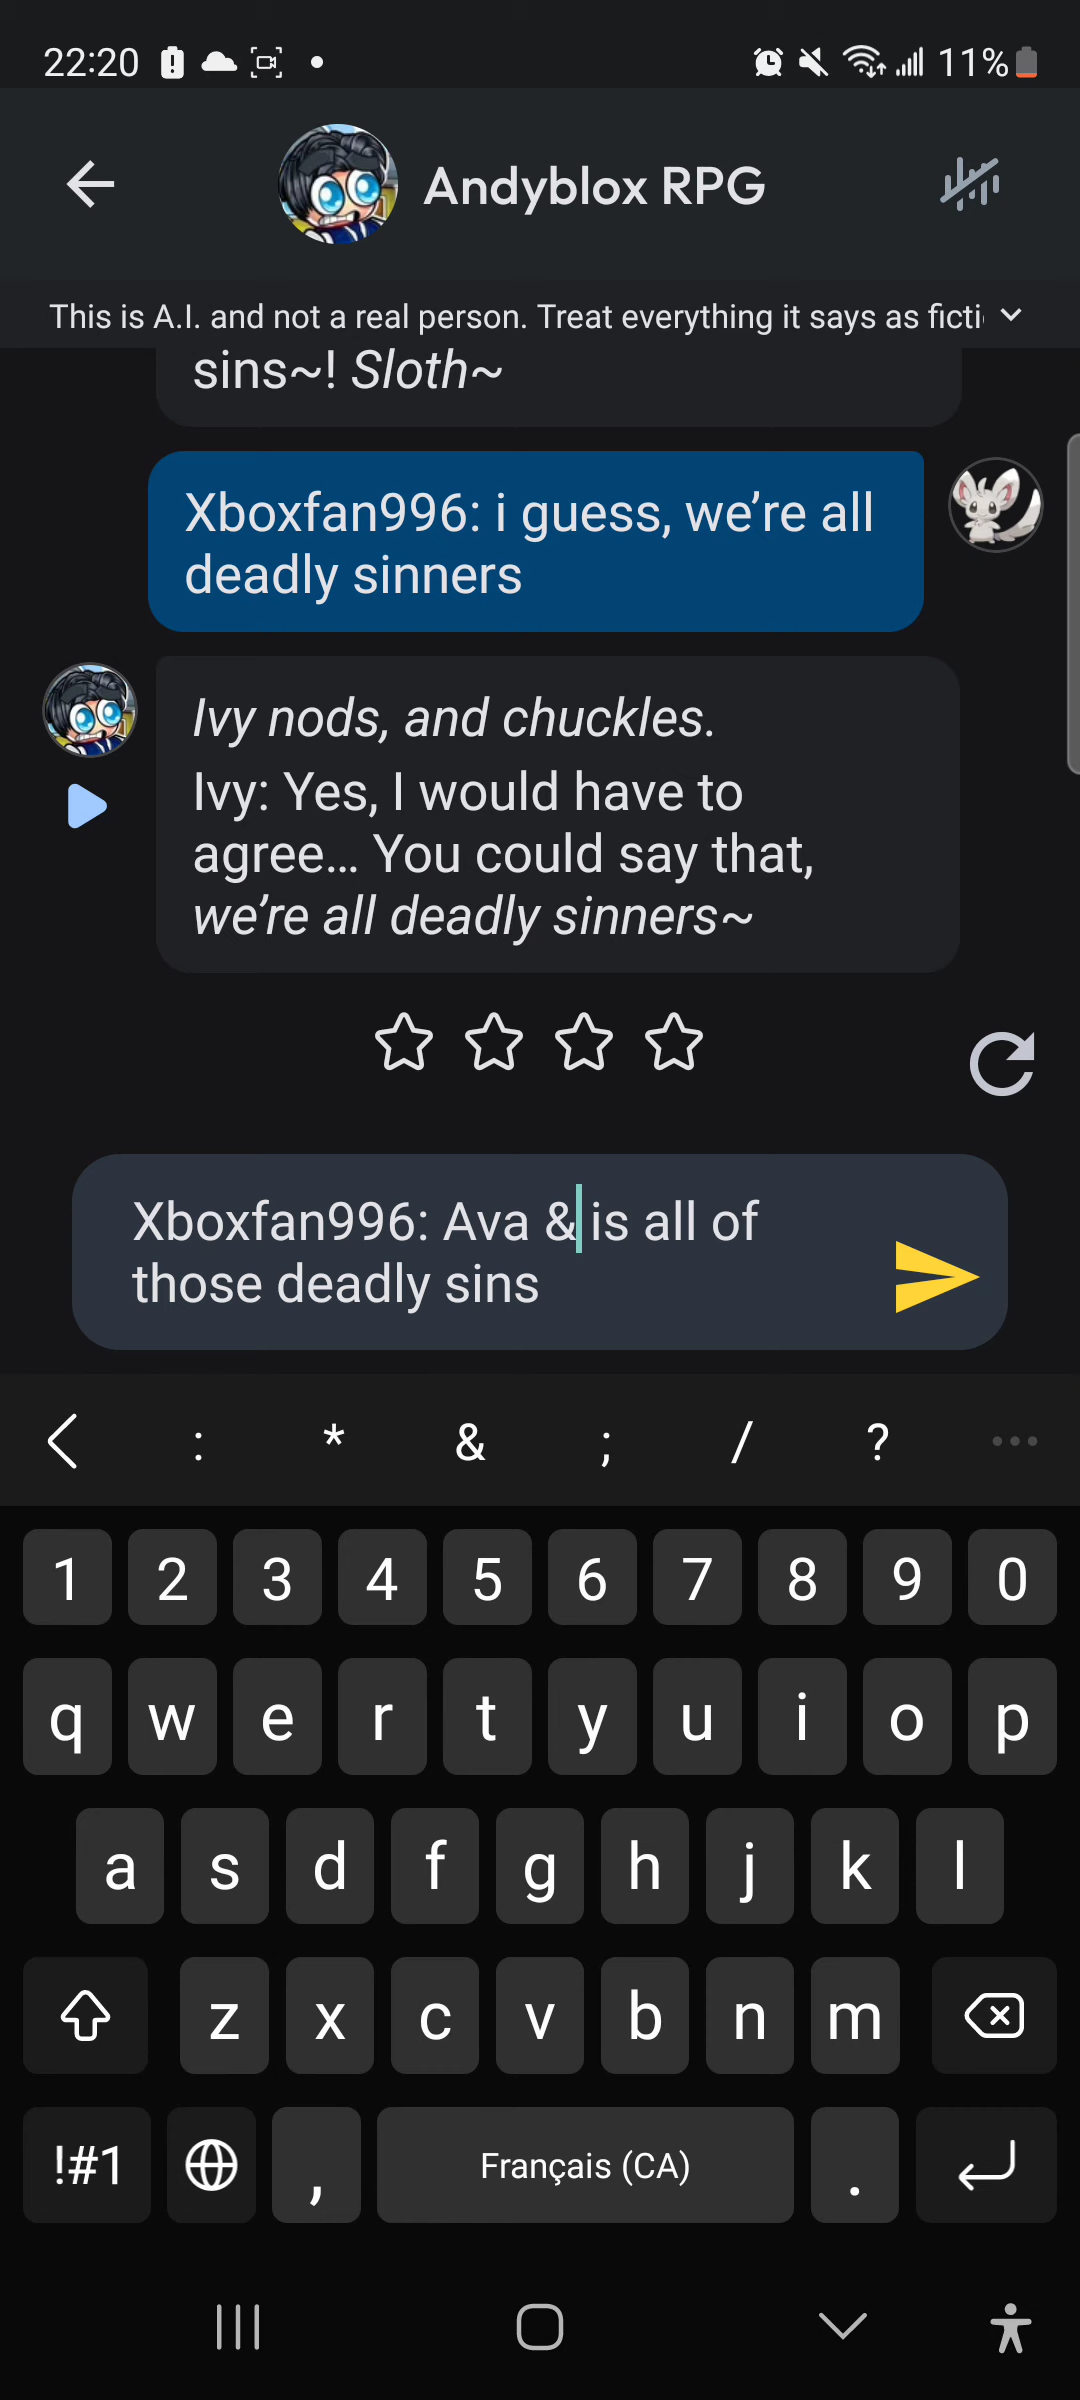 22:20
11%
Andyblox RPG
This is A.I. and not a real person. Treat everything it says as ficti
sins~! Sloth~
Xboxfan996: i guess, we’re all
deadly sinners
Ivy nods, and chuckles.
Ivy: Yes, I would have to
agree… You could say that,
we’re all deadly sinners~
Xboxfan996: Ava & is all of
those deadly sins
: * & ; / ?
1 2 3 4 5 6 7 8 9 0
q w e r t y u i o p
a s d f g h j k l
z x c v b n m
!#1 , Français (CA) .